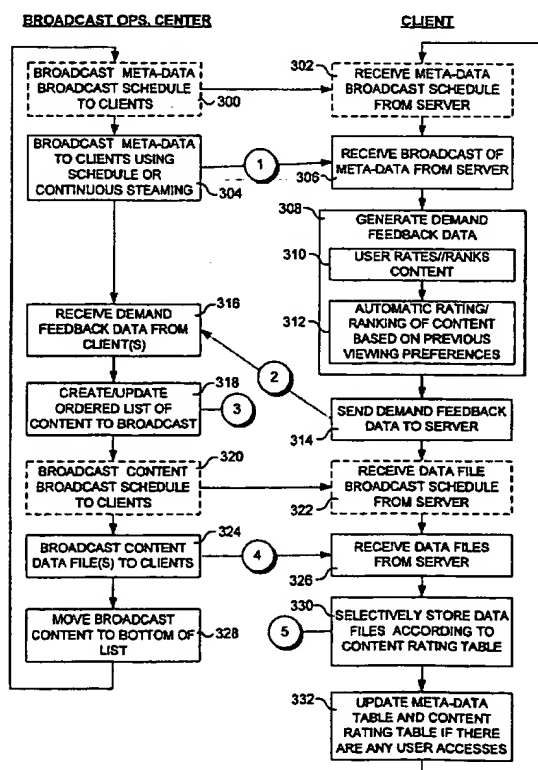 BROADCAST OPS. CENTER
CLIENT
BROADCAST META-DATA
BROADCAST SCHEDULE
TO CLIENTS
300
302
RECEIVE META-DATA
BROADCAST SCHEDULE
FROM SERVER
BROADCAST META-DATA
TO CLIENTS USING
SCHEDULE OR
CONTINUOUS STEAMING
304
1
RECEIVE BROADCAST OF
META-DATA FROM SERVER
306
308
GENERATE DEMAND
FEEDBACK DATA
310
USER RATES//RANKS
CONTENT
312
AUTOMATIC RATING/
RANKING OF CONTENT
BASED ON PREVIOUS
VIEWING PREFERENCES
316
RECEIVE DEMAND
FEEDBACK DATA FROM
CLIENT(S)
2
318
CREATE/UPDATE
ORDERED LIST OF
CONTENT TO BROADCAST
3
SEND DEMAND FEEDBACK
DATA TO SERVER
314
320
BROADCAST CONTENT
BROADCAST SCHEDULE
TO CLIENTS
RECEIVE DATA FILE
BROADCAST SCHEDULE
FROM SERVER
322
324
BROADCAST CONTENT
DATA FILE(S) TO CLIENTS
4
RECEIVE DATA FILES
FROM SERVER
326
MOVE BROADCAST
CONTENT TO BOTTOM OF
LIST
328
330
SELECTIVELY STORE DATA
FILES ACCORDING TO
CONTENT RATING TABLE
5
332
UPDATE META-DATA
TABLE AND CONTENT
RATING TABLE IF THERE
ARE ANY USER ACCESSES